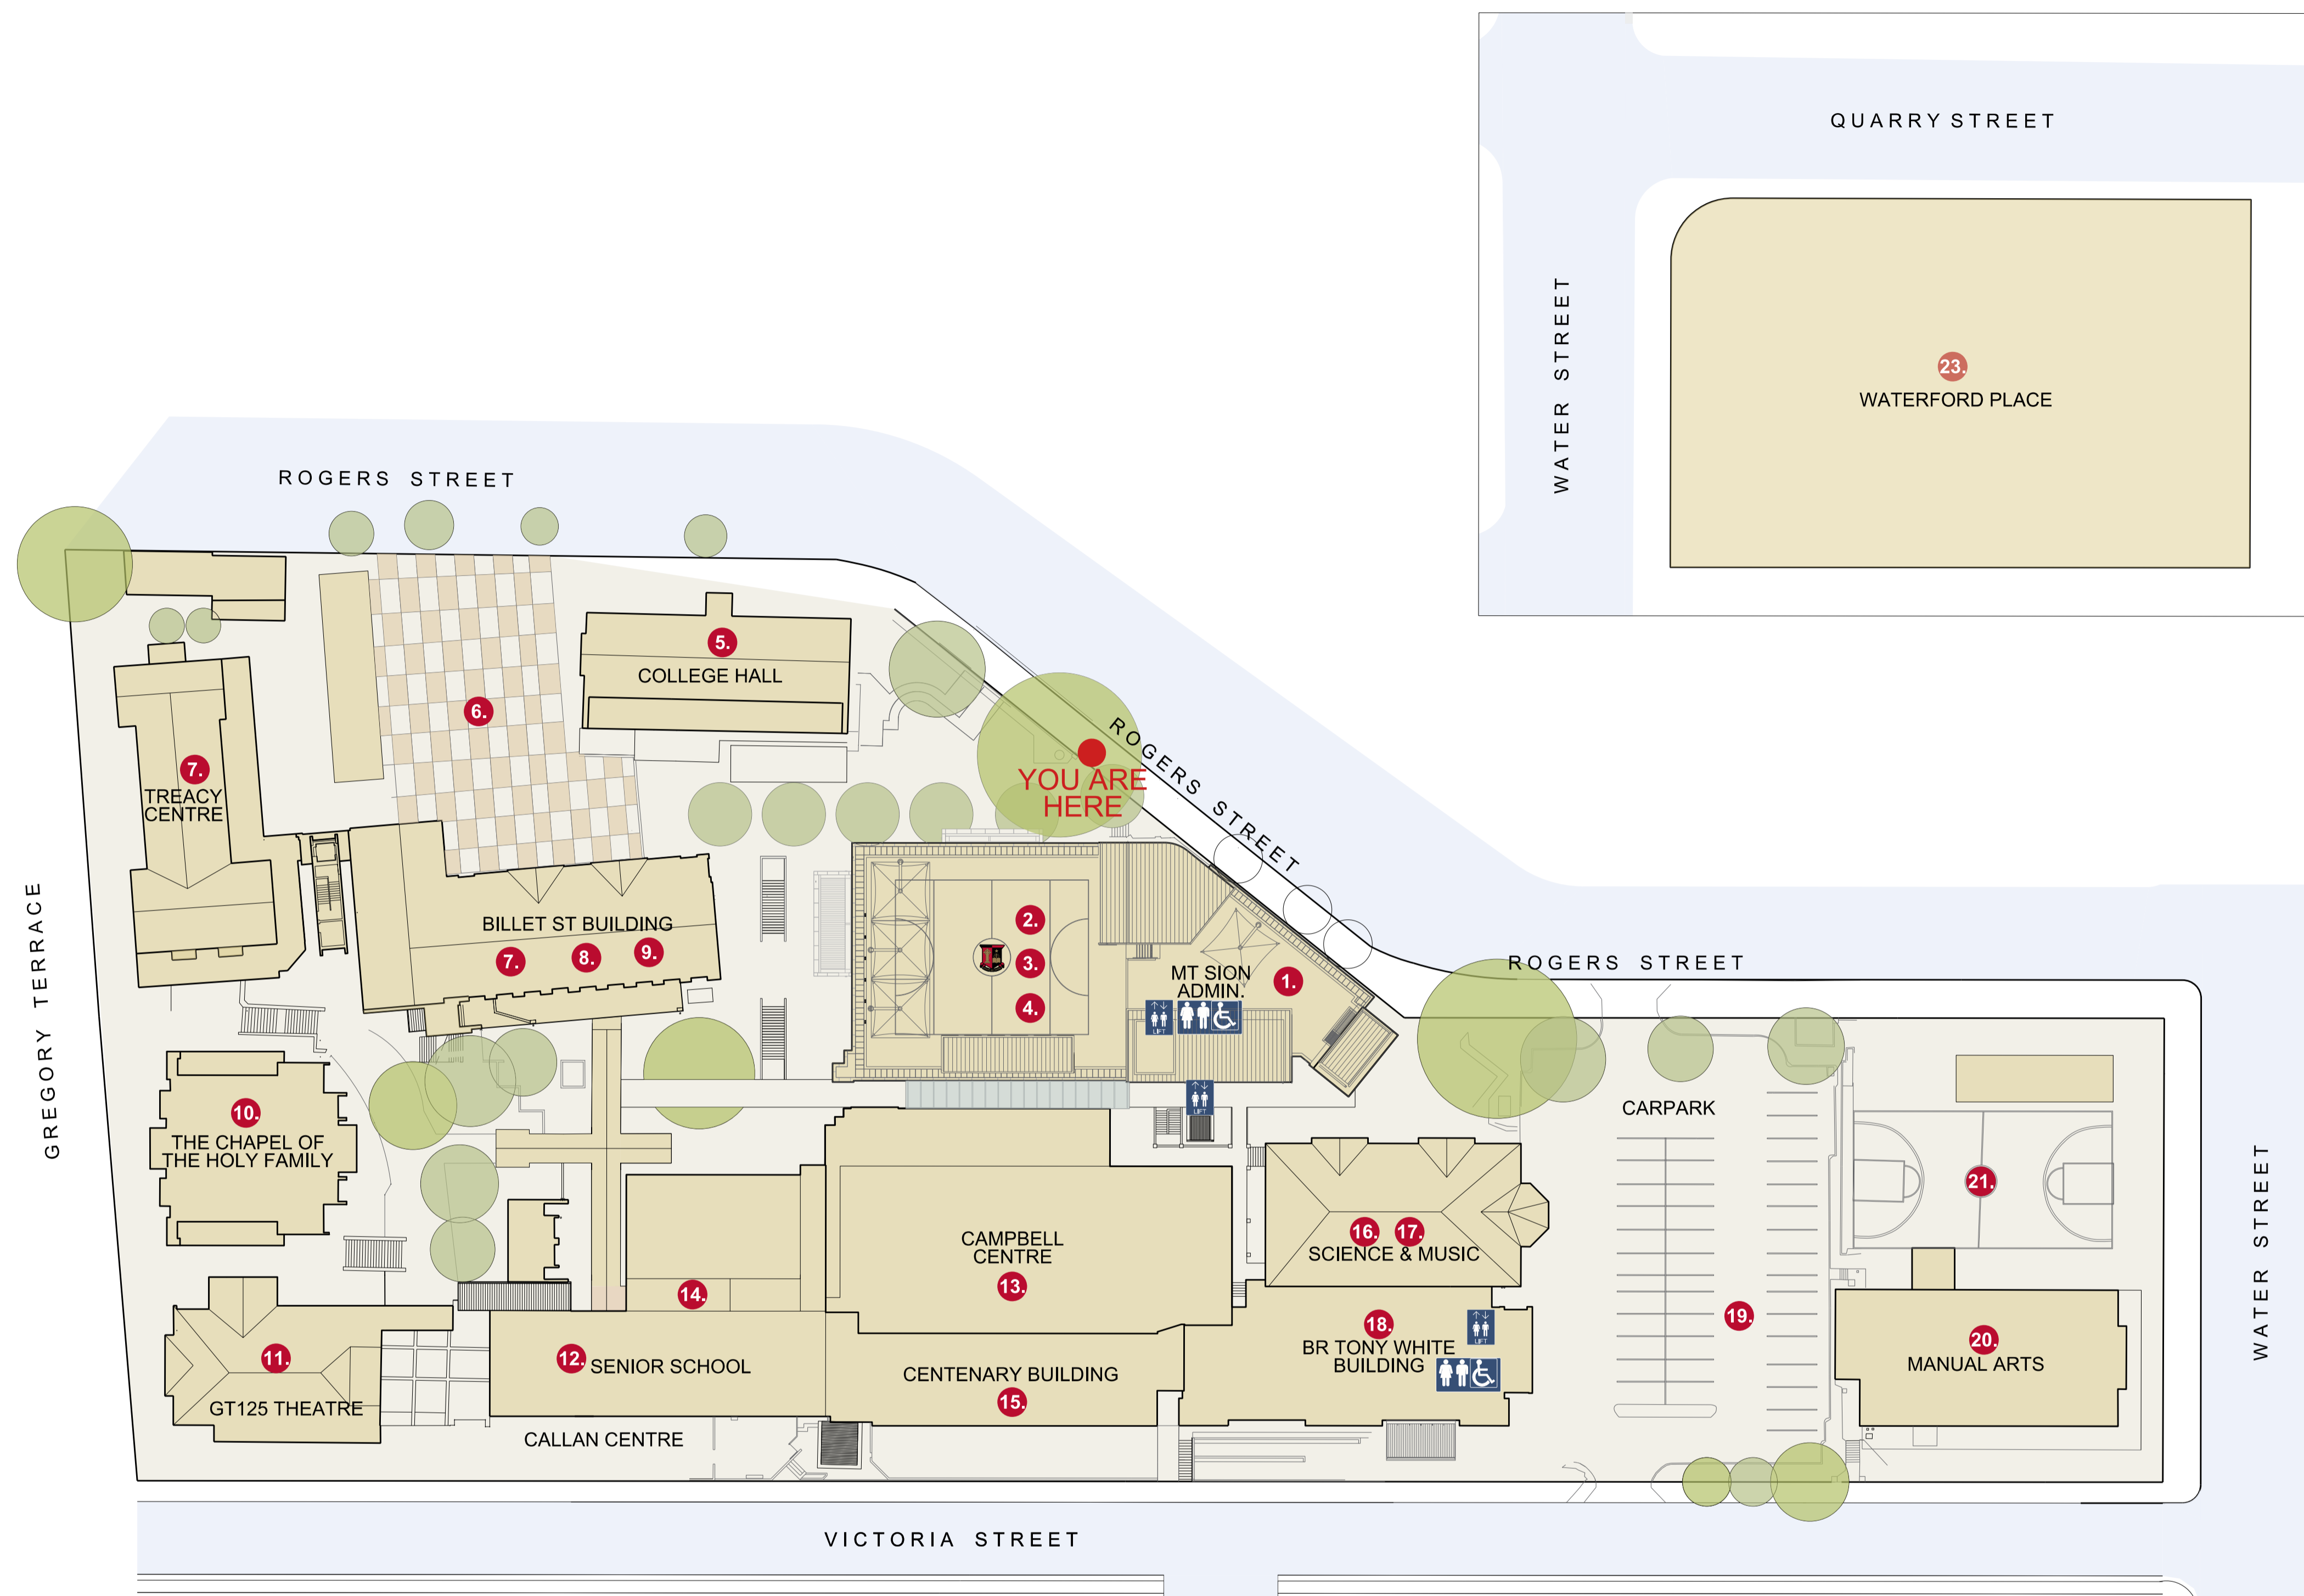 QUARRY STREET
WATER STREET
23.
WATERFORD PLACE
ROGERS STREET
5.
COLLEGE HALL
6.
7.
TREACY
CENTRE
YOU ARE
HERE
ROGERS STREET
BILLET ST BUILDING
7.
8.
9.
2.
3.
4.
MT SION
ADMIN.
1.
LIFT
LIFT
ROGERS STREET
GREGORY TERRACE
10.
THE CHAPEL OF
THE HOLY FAMILY
CARPARK
21.
WATER STREET
CAMPBELL
CENTRE
13.
16.
17.
SCIENCE & MUSIC
14.
11.
GT125 THEATRE
12.
SENIOR SCHOOL
CENTENARY BUILDING
15.
18.
BR TONY WHITE
BUILDING
LIFT
19.
20.
MANUAL ARTS
CALLAN CENTRE
VICTORIA STREET